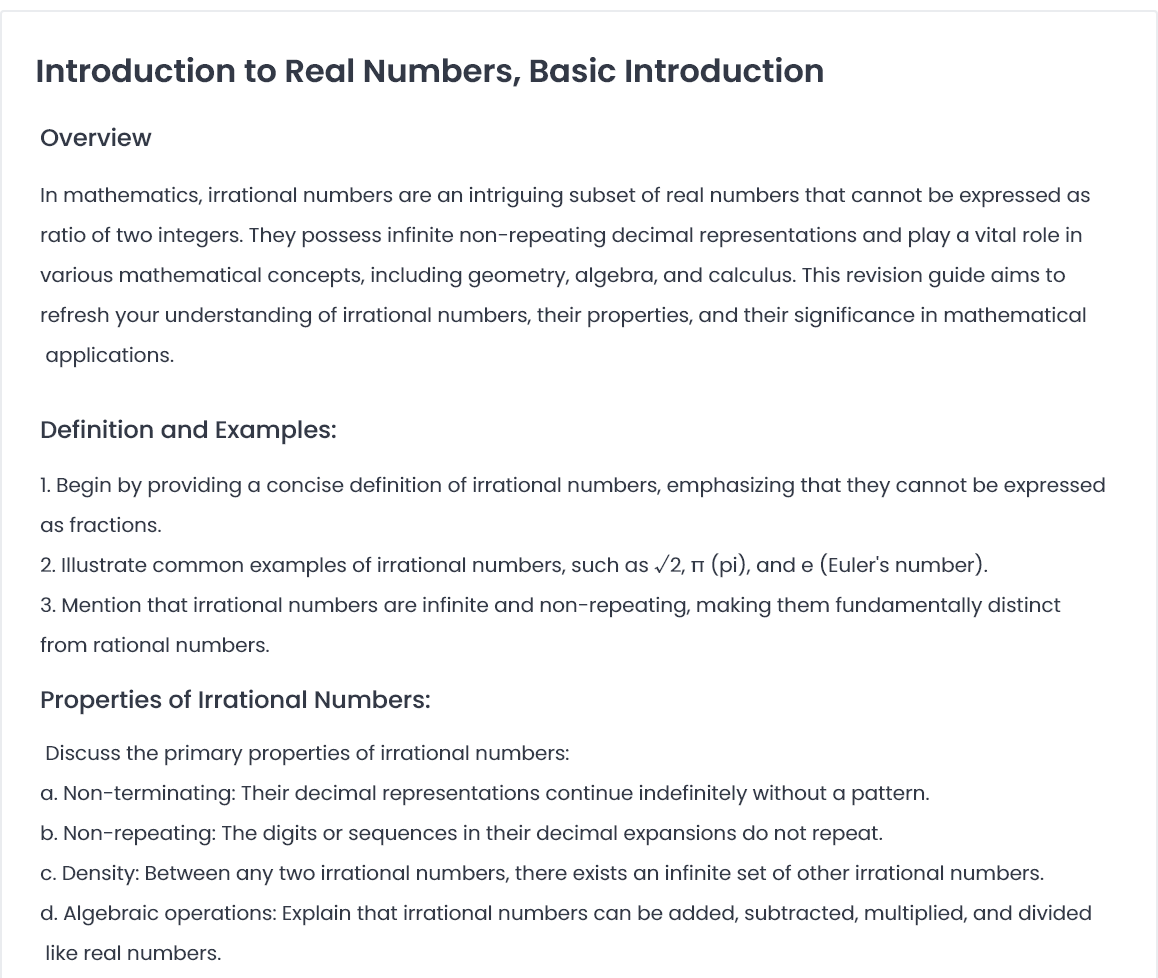 Introduction to Real Numbers, Basic Introduction
Overview
In mathematics, irrational numbers are an intriguing subset of real numbers that cannot be expressed as
ratio of two integers. They possess infinite non-repeating decimal representations and play a vital role in
various mathematical concepts, including geometry, algebra, and calculus. This revision guide aims to
refresh your understanding of irrational numbers, their properties, and their significance in mathematical
applications.
Definition and Examples:
1. Begin by providing a concise definition of irrational numbers, emphasizing that they cannot be expressed
as fractions.
2. Illustrate common examples of irrational numbers, such as √2, π (pi), and e (Euler's number).
3. Mention that irrational numbers are infinite and non-repeating, making them fundamentally distinct
from rational numbers.
Properties of Irrational Numbers:
Discuss the primary properties of irrational numbers:
a. Non-terminating: Their decimal representations continue indefinitely without a pattern.
b. Non-repeating: The digits or sequences in their decimal expansions do not repeat.
c. Density: Between any two irrational numbers, there exists an infinite set of other irrational numbers.
d. Algebraic operations: Explain that irrational numbers can be added, subtracted, multiplied, and divided
like real numbers.